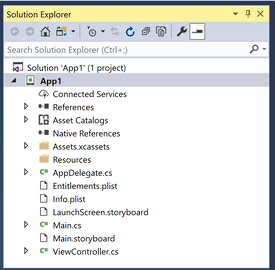 Solution Explorer
Search Solution Explorer (Ctrl+;)
Solution 'App1' (1 project)
App1
Connected Services
References
Asset Catalogs
Native References
Assets.xcassets
Resources
AppDelegate.cs
Entitlements.plist
Info.plist
LaunchScreen.storyboard
Main.cs
Main.storyboard
ViewController.cs